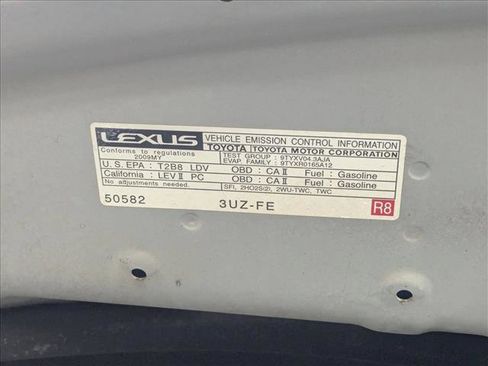 LEXUS VEHICLE EMISSION CONTROL INFORMATION
Conforms to regulations TOYOTA TOYOTA MOTOR CORPORATION
2009MY TEST GROUP : 9TYXV04.3AJA
EVAP. FAMILY : 9TYXR0165A12
U.S. EPA : T2B8 LDV OBD : CA II Fuel : Gasoline
California : LEV II PC OBD : CA II Fuel : Gasoline
No adjustments needed. SFI, 2HO2S(2), 2WU-TWC, TWC
50582 3UZ-FE R8